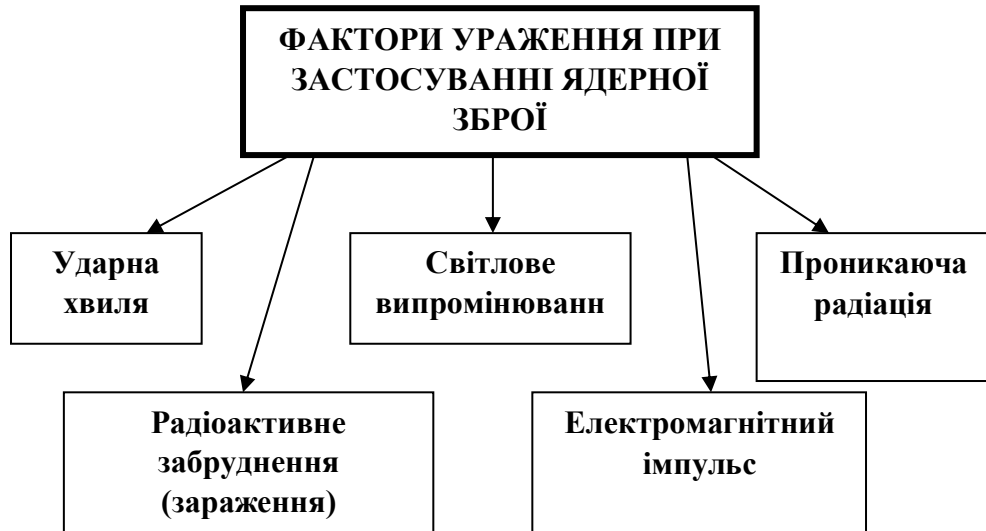 ФАКТОРИ УРАЖЕННЯ ПРИ
ЗАСТОСУВАННІ ЯДЕРНОЇ
ЗБРОЇ
Ударна
хвиля
Світлове
випромінюванн
Проникаюча
радіація
Радіоактивне
забруднення
(зараження)
Електромагнітний
імпульс